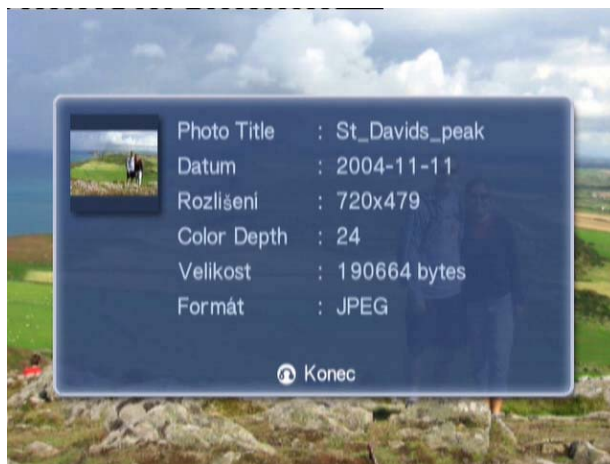 Photo Title : St_Davids_peak
Datum : 2004-11-11
Rozlišení : 720x479
Color Depth : 24
Velikost : 190664 bytes
Formát : JPEG
Konec